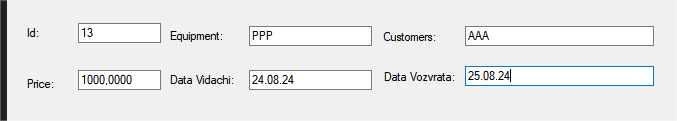 Id: 13 Equipment: PPP Customers: AAA
Price: 1000,0000 Data Vidachi: 24.08.24 Data Vozvrata: 25.08.24